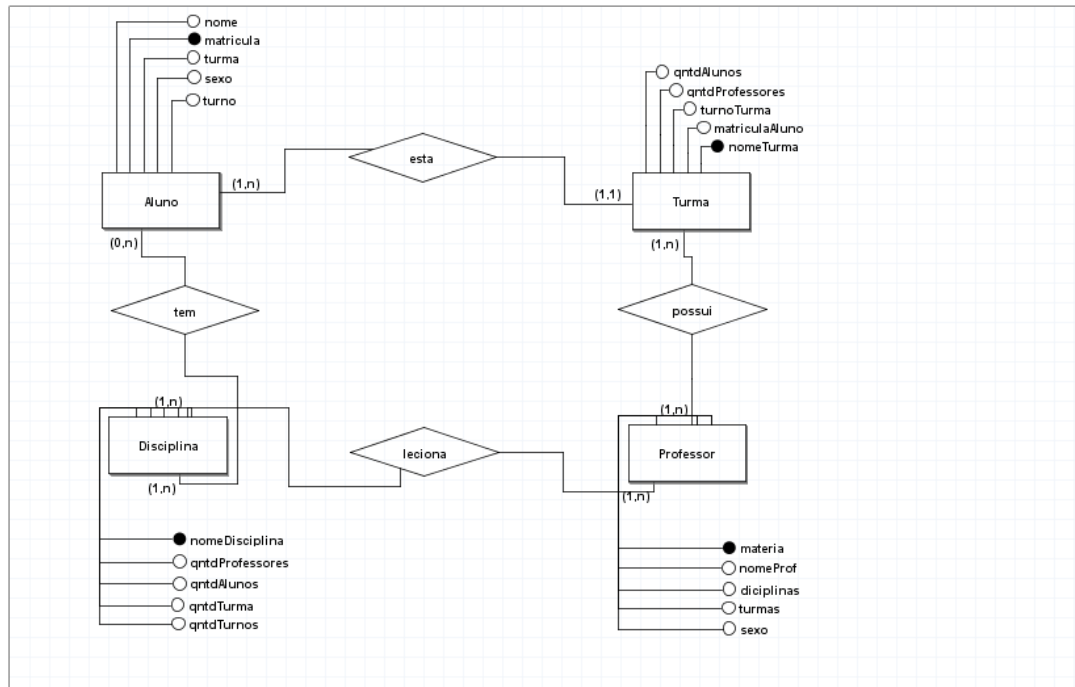 nome
matricula
turma
sexo
turno
qntdAlunos
qntdProfessores
turnoTurma
matriculaAluno
nomeTurma
esta
(1,n)
(1,1)
Aluno
Turma
(0,n)
(1,n)
tem
possui
(1,n)
(1,n)
Disciplina
leciona
Professor
(1,n)
(1,n)
nomeDisciplina
qntdProfessores
qntdAlunos
qntdTurma
qntdTurnos
materia
nomeProf
diciplinas
turmas
sexo